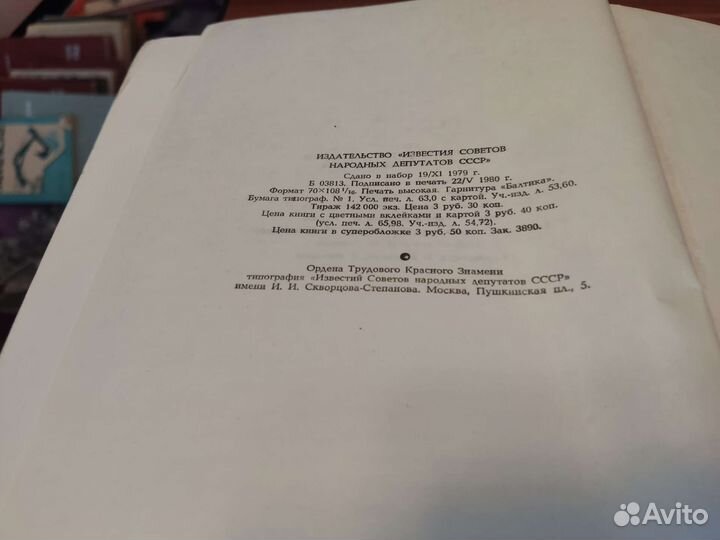 ИЗДАТЕЛЬСТВО «ИЗВЕСТИЯ СОВЕТОВ
НАРОДНЫХ ДЕПУТАТОВ СССР»
Сдано в набор 19/XI 1979 г.
Б 03813. Подписано в печать 22/V 1980 г.
Формат 70×108 1/16. Печать высокая. Гарнитура «Балтика».
Бумага типограф. № 1. Усл. печ. л. 63,0 с картой. Уч.-изд. л. 53,60.
Тираж 142 000 экз. Цена 3 руб. 30 коп.
Цена книги с цветными вклейками и картой 3 руб. 40 коп.
(усл. печ. л. 65,98. Уч.-изд. л. 54,72).
Цена книги в суперобложке 3 руб. 50 коп. Зак. 3890.
Ордена Трудового Красного Знамени
типография «Известий Советов народных депутатов СССР»
имени И. И. Скворцова-Степанова. Москва, Пушкинская пл., 5.
Avito